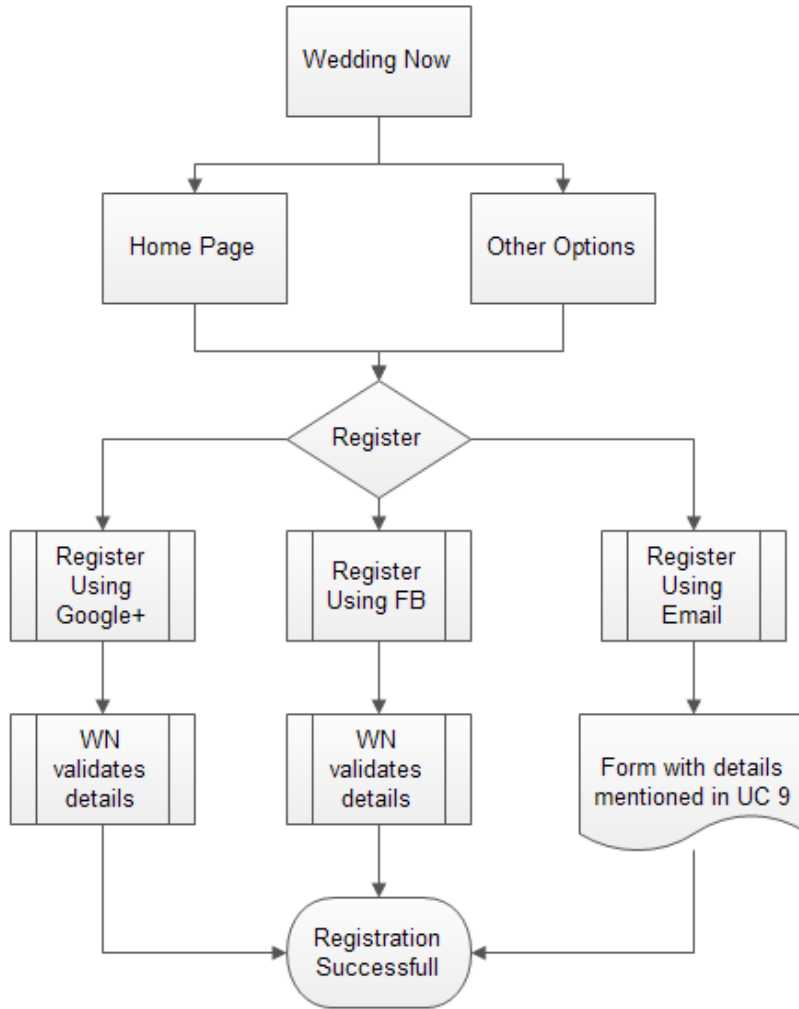 Wedding Now
Home Page
Other Options
Register
Register
Using
Google+
Register
Using FB
Register
Using
Email
WN
validates
details
WN
validates
details
Form with details
mentioned in UC 9
Registration
Successfull